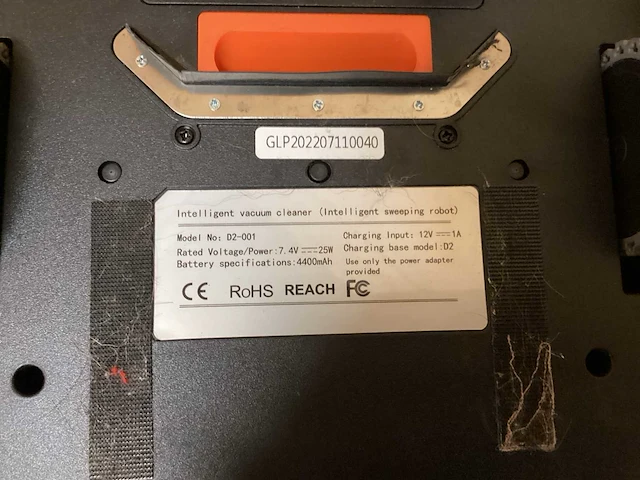 GLP202207110040
Intelligent vacuum cleaner (Intelligent sweeping robot)
Model No: D2-001
Rated Voltage/Power:7.4V⎓25W
Battery specifications:4400mAh
Charging Input: 12V⎓1A
Charging base model:D2
Use only the power adapter
provided
CE RoHS REACH FC